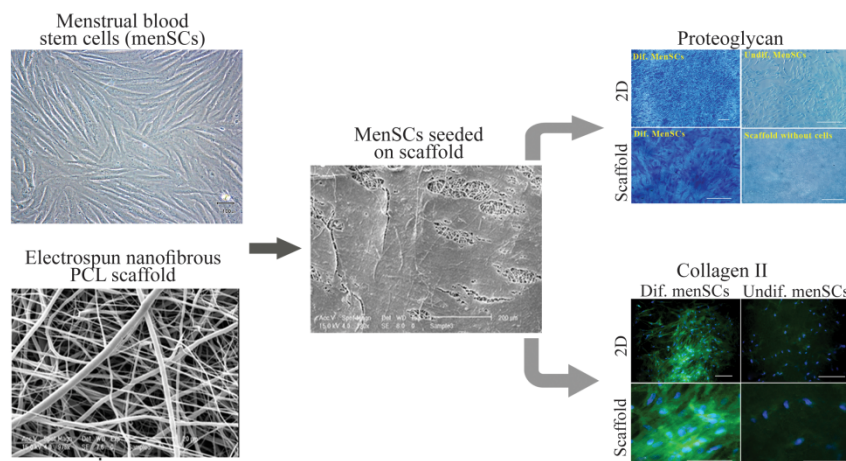 Menstrual blood
stem cells (menSCs)
Electrospun nanofibrous
PCL scaffold
MenSCs seeded
on scaffold
200 μm
Proteoglycan
2D
Scaffold
Dif. MenSCs
Undif. MenSCs
Dif. MenSCs
Scaffold without cells
Collagen II
Dif. menSCs
Undif. menSCs
2D
Scaffold